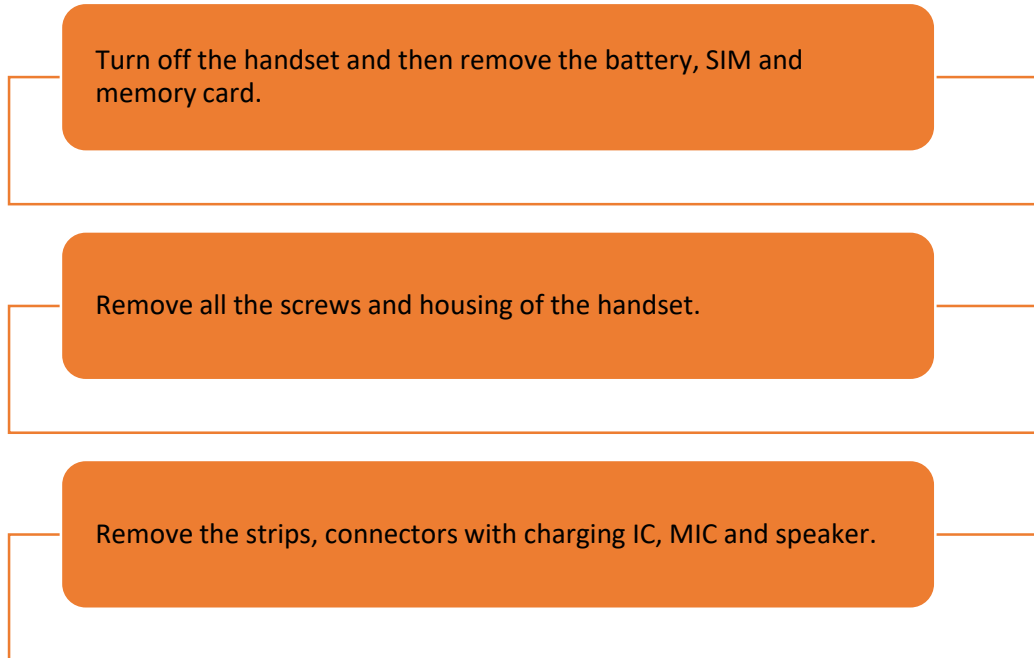 Turn off the handset and then remove the battery, SIM and
memory card.
Remove all the screws and housing of the handset.
Remove the strips, connectors with charging IC, MIC and speaker.